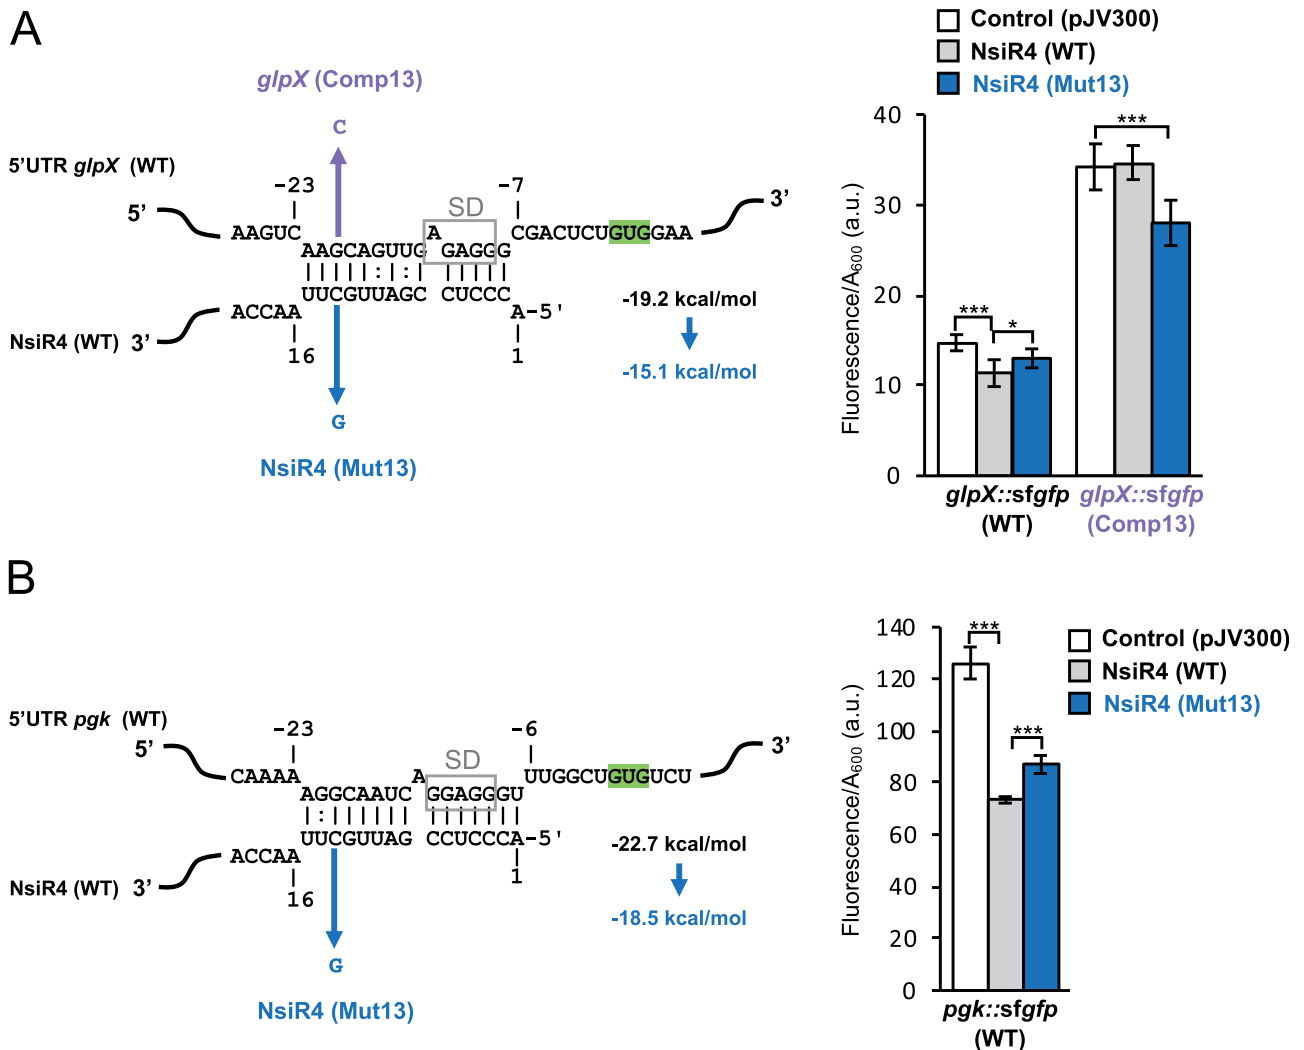 A
glpX (Comp13)
C
5’UTR glpX (WT)
-23
-7
SD
5’
3’
AAGUC
A
CGACUCUGUGGAA
AAGCAGUUG GAGGG
UUCGUUAGC CUCCC
ACCAA
A-5'
NsiR4 (WT) 3’
16
1
-19.2 kcal/mol
-15.1 kcal/mol
G
NsiR4 (Mut13)
Control (pJV300)
NsiR4 (WT)
NsiR4 (Mut13)
Fluorescence/A600 (a.u.)
40
30
20
10
0
***
*
***
glpX::sfgfp
(WT)
glpX::sfgfp
(Comp13)
B
5’UTR pgk (WT)
-23
-6
SD
5’
3’
CAAAA
A
UUGGCUGUGUCU
AGGCAAUC GGAGGGU
UUCGUUAG CCUCCCA-5'
ACCAA
NsiR4 (WT) 3’
16
1
-22.7 kcal/mol
-18.5 kcal/mol
G
NsiR4 (Mut13)
Control (pJV300)
NsiR4 (WT)
NsiR4 (Mut13)
Fluorescence/A600 (a.u.)
140
120
100
80
60
40
20
0
***
***
pgk::sfgfp
(WT)